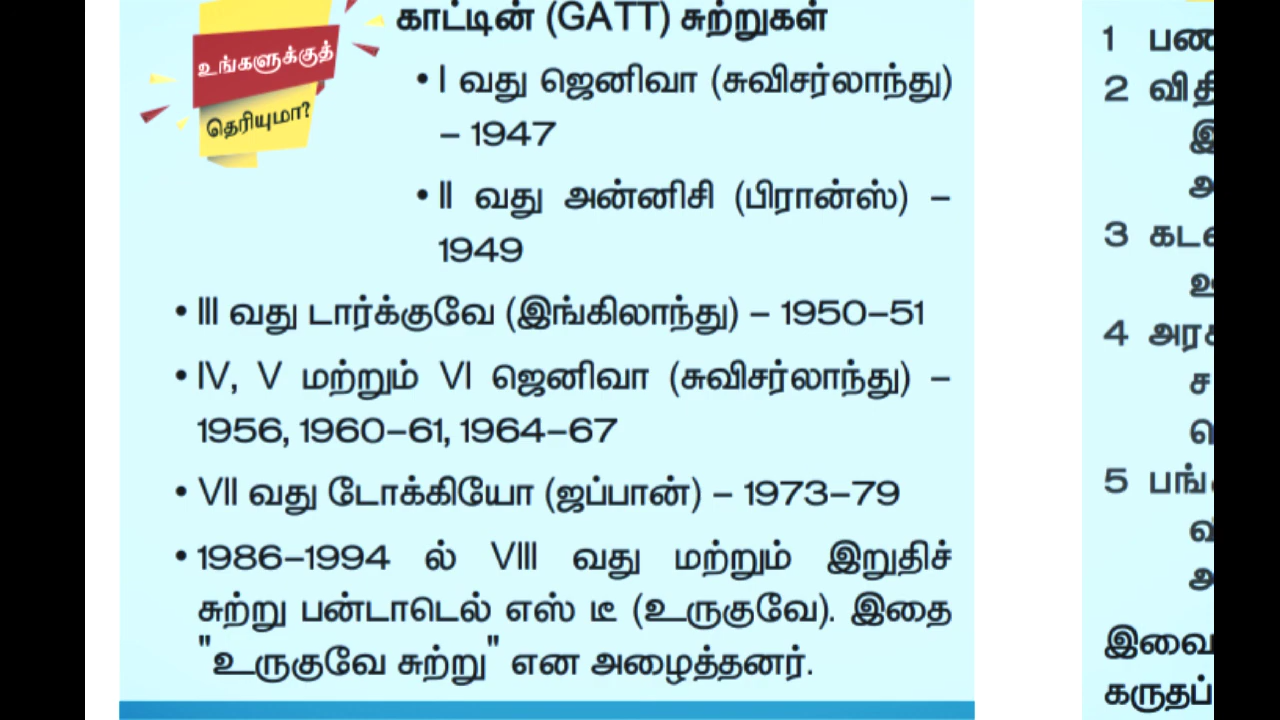 உங்களுக்குத்
தெரியுமா?
காட்டின் (GATT) சுற்றுகள்
• I வது ஜெனிவா (சுவிசர்லாந்து)
– 1947
• II வது அன்னிசி (பிரான்ஸ்) –
1949
• III வது டார்க்குவே (இங்கிலாந்து) – 1950–51
• IV, V மற்றும் VI ஜெனிவா (சுவிசர்லாந்து) –
1956, 1960–61, 1964–67
• VII வது டோக்கியோ (ஜப்பான்) – 1973–79
• 1986–1994 ல் VIII வது மற்றும் இறுதிச்
சுற்று பன்டாடெல் எஸ் டீ (உருகுவே). இதை
"உருகுவே சுற்று" என அழைத்தனர்.
1
2
3
4
5